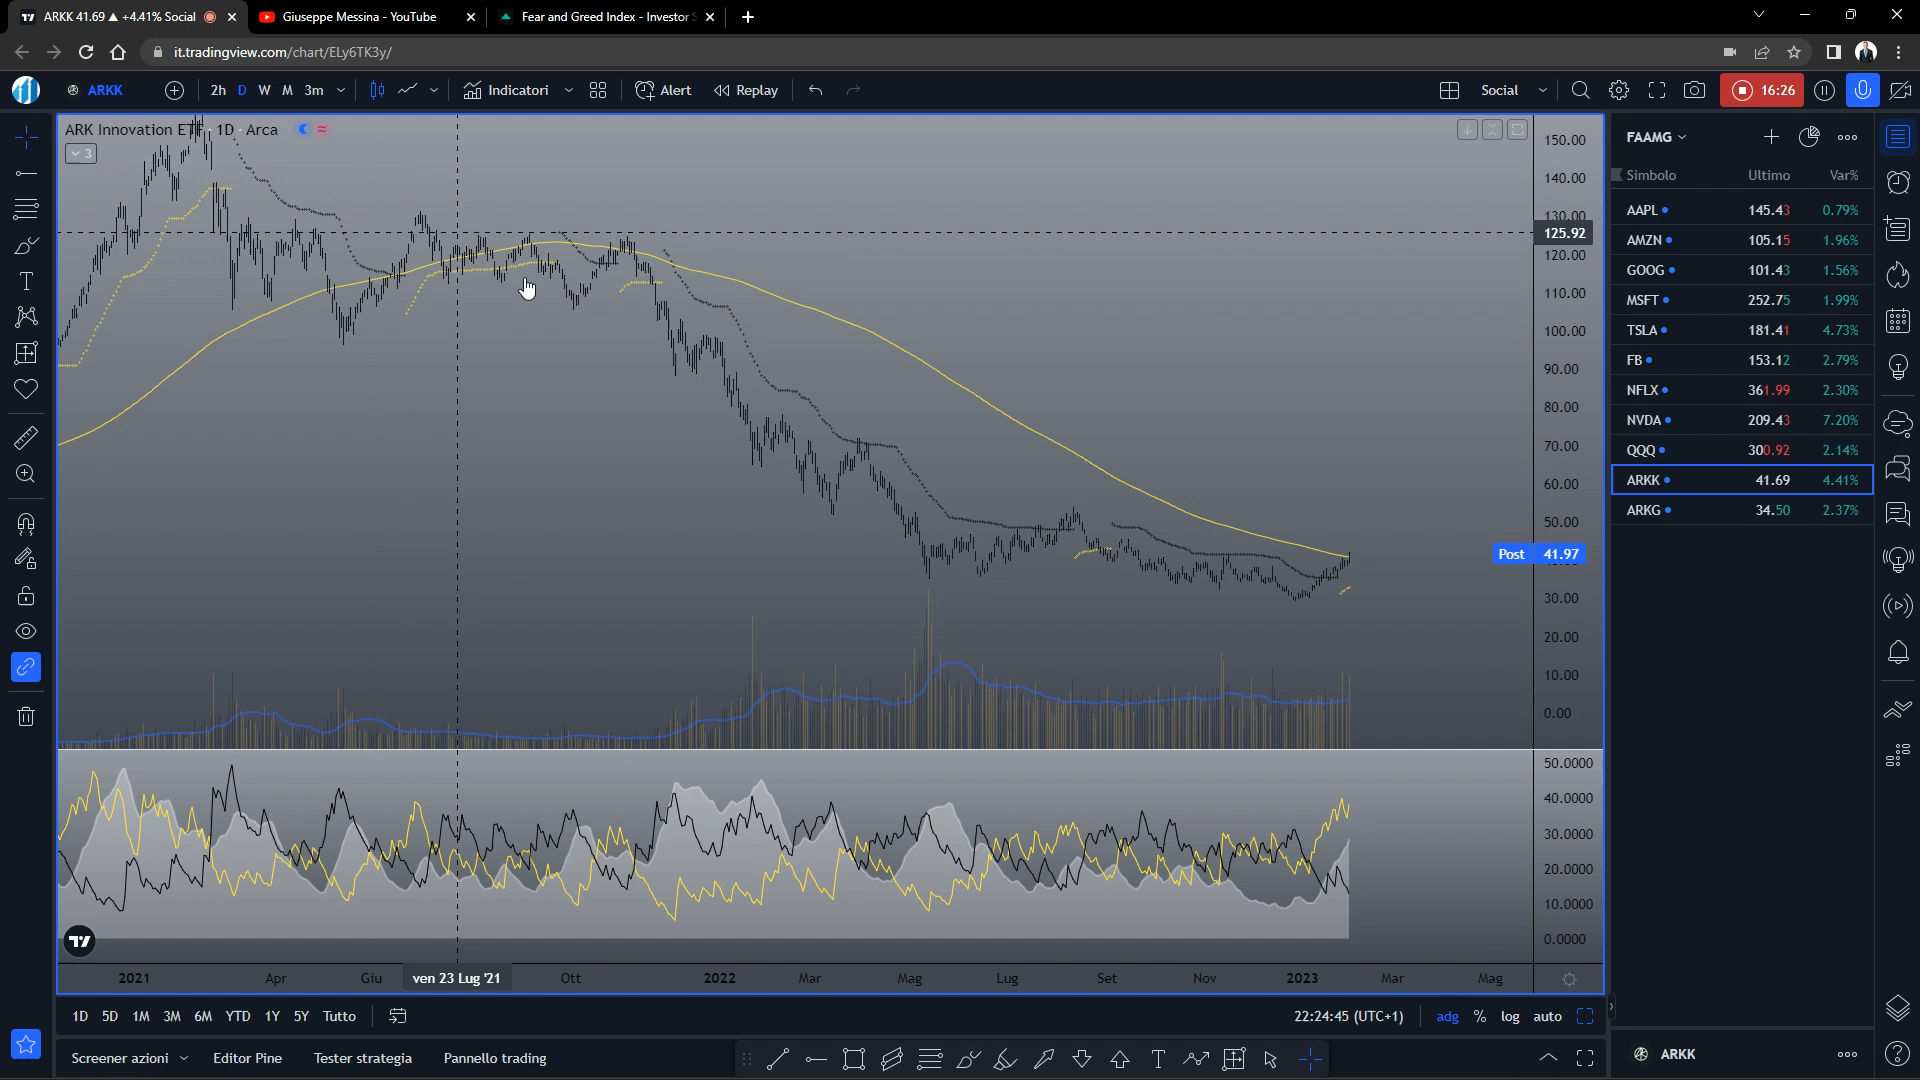 ARKK 41.69 ▲ +4.41% Social
Giuseppe Messina - YouTube
Fear and Greed Index - Investor
it.tradingview.com/chart/ELy6TK3y/
ARKK
2h
D
W
M
3m
Indicatori
Alert
Replay
Social
16:26
ARK Innovation ETF · 1D · Arca
3
150.00
140.00
130.00
125.92
120.00
110.00
100.00
90.00
80.00
70.00
60.00
50.00
Post 41.97
30.00
20.00
10.00
0.00
50.0000
40.0000
30.0000
20.0000
10.0000
0.0000
2021
Apr
Giu
ven 23 Lug '21
Ott
2022
Mar
Mag
Lug
Set
Nov
2023
Mar
Mag
1D 5D 1M 3M 6M YTD 1Y 5Y Tutto
22:24:45 (UTC+1)
adg % log auto
Screener azioni
Editor Pine
Tester strategia
Pannello trading
FAAMG
Simbolo Ultimo Var%
AAPL 145.43 0.79%
AMZN 105.15 1.96%
GOOG 101.43 1.56%
MSFT 252.75 1.99%
TSLA 181.41 4.73%
FB 153.12 2.79%
NFLX 361.99 2.30%
NVDA 209.43 7.20%
QQQ 300.92 2.14%
ARKK 41.69 4.41%
ARKG 34.50 2.37%
ARKK